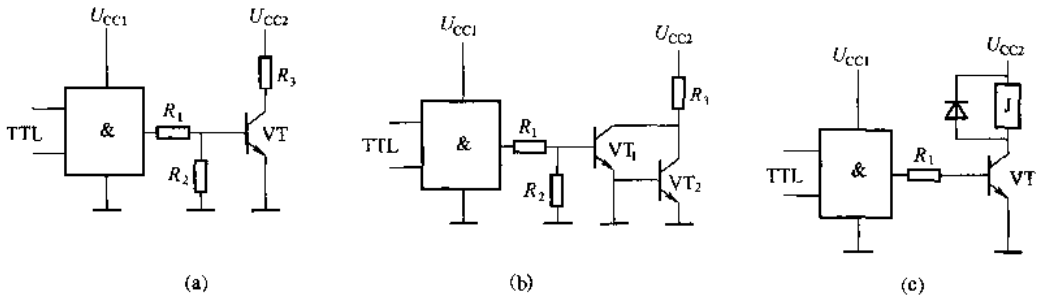 U_CC1
U_CC2
R_3
R_1
TTL
&
VT
R_2
(a)
U_CC1
U_CC2
R_3
R_1
TTL
&
VT_1
R_2
VT_2
(b)
U_CC2
U_CC1
J
R_1
TTL
&
VT
(c)